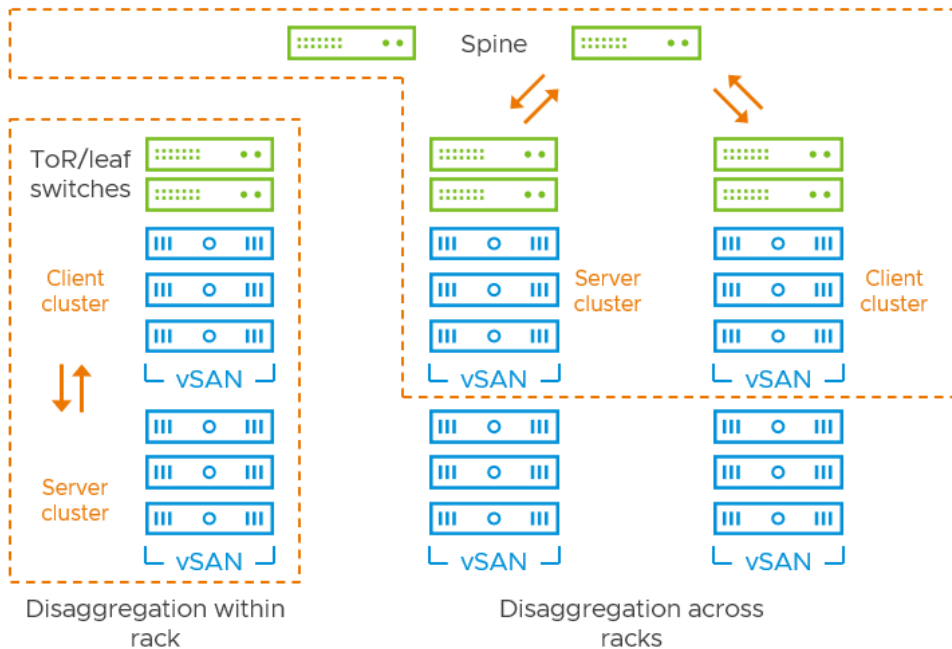 Spine
ToR/leaf
switches
Client
cluster
Server
cluster
Client
cluster
vSAN
vSAN
vSAN
Server
cluster
vSAN
vSAN
vSAN
Disaggregation within
rack
Disaggregation across
racks